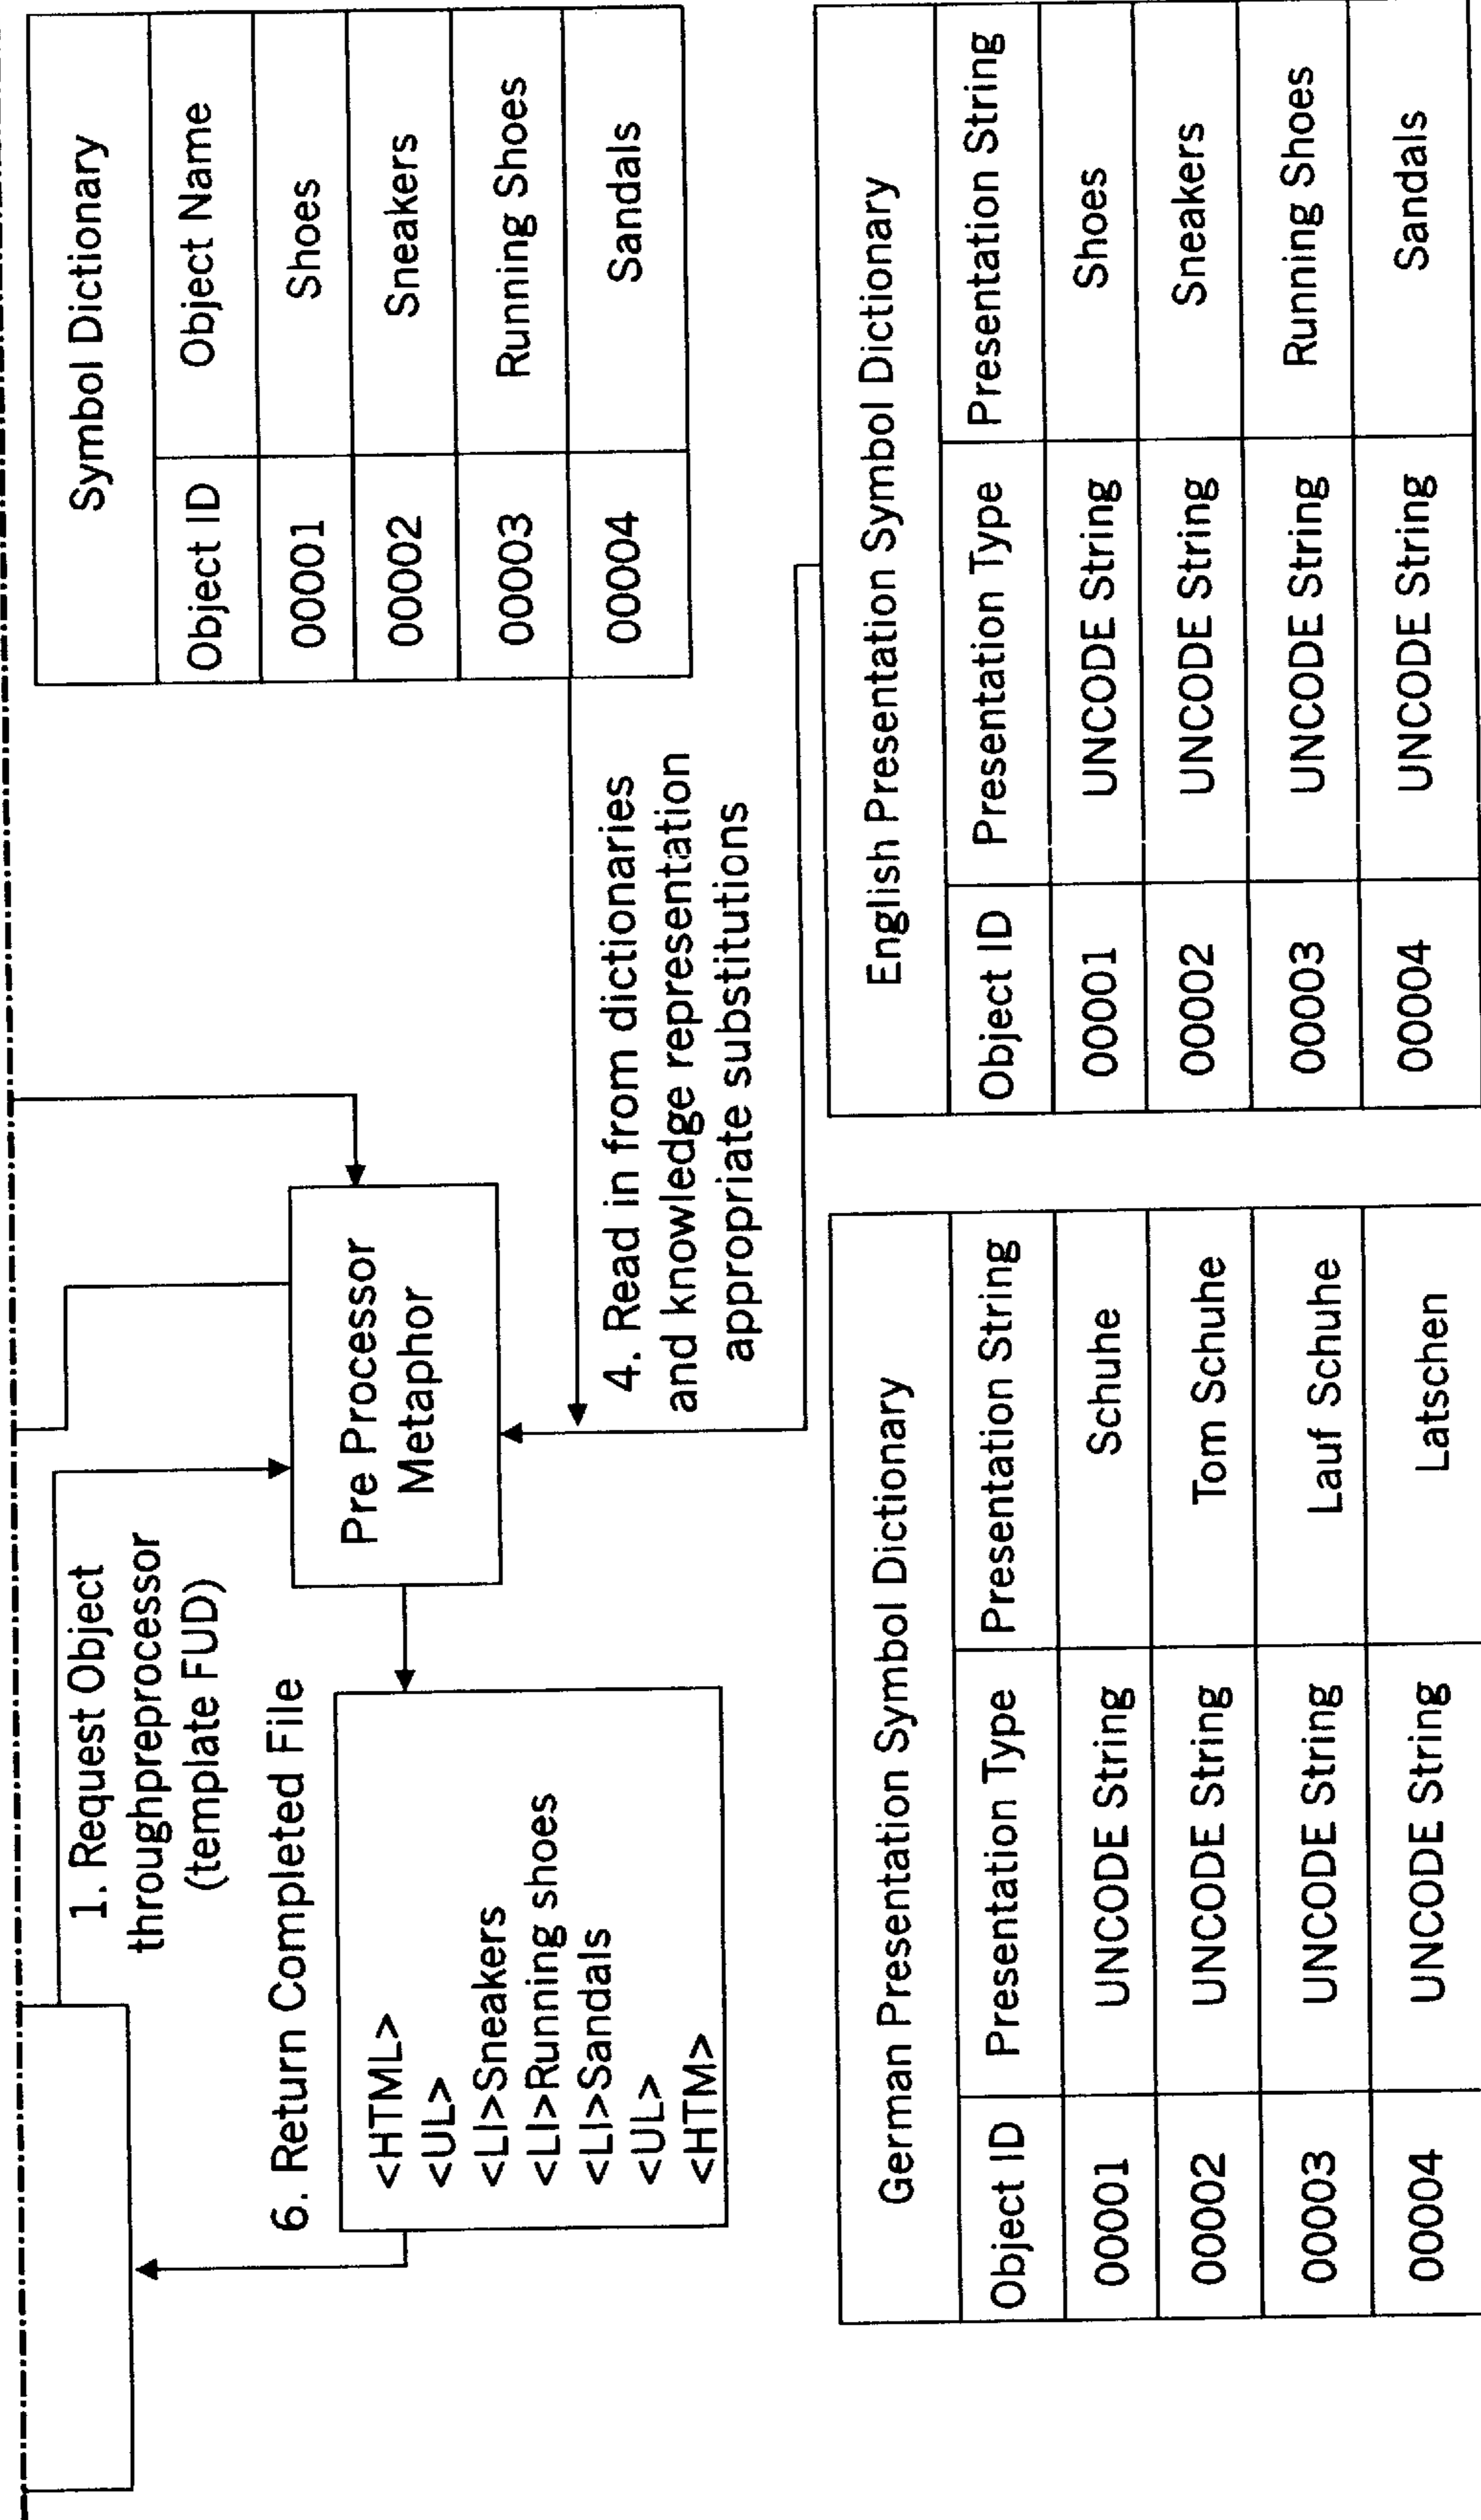 1. Request Object
throughpreprocessor
(template FUD)
6. Return Completed File
<HTML>
<UL>
<LI>Sneakers
<LI>Running shoes
<LI>Sandals
<UL>
<HTM>
Pre Processor
Metaphor
4. Read in from dictionaries
and knowledge representation
appropriate substitutions
Symbol Dictionary
Object ID Object Name
00001 Shoes
00002 Sneakers
00003 Running Shoes
00004 Sandals
German Presentation Symbol Dictionary
Object ID Presentation Type Presentation String
00001 UNCODE String Schuhe
00002 UNCODE String Tom Schuhe
00003 UNCODE String Lauf Schuhe
00004 UNCODE String Latschen
English Presentation Symbol Dictionary
Object ID Presentation Type Presentation String
00001 UNCODE String Shoes
00002 UNCODE String Sneakers
00003 UNCODE String Running Shoes
00004 UNCODE String Sandals